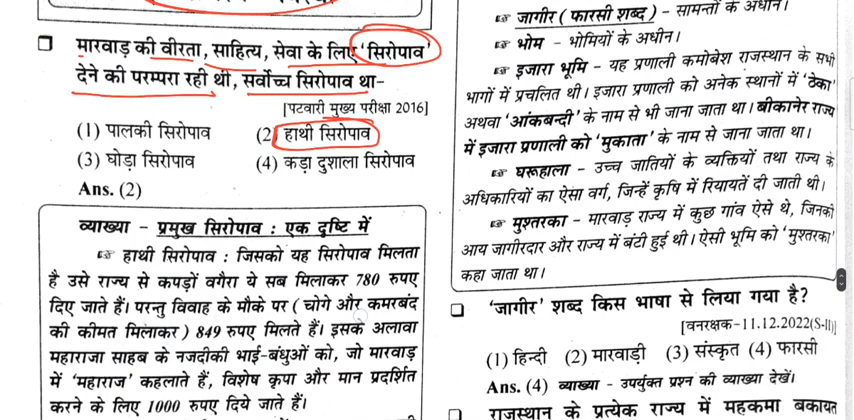 ❐ मारवाड़ की वीरता, साहित्य, सेवा के लिए 'सिरोपाव'
देने की परम्परा रही थी, सर्वोच्च सिरोपाव था-
[पटवारी मुख्य परीक्षा 2016]
(1) पालकी सिरोपाव (2) हाथी सिरोपाव
(3) घोड़ा सिरोपाव (4) कड़ा दुशाला सिरोपाव
Ans. (2)
व्याख्या - प्रमुख सिरोपाव : एक दृष्टि में
☞ हाथी सिरोपाव : जिसको यह सिरोपाव मिलता
है उसे राज्य से कपड़ों वगैरा ये सब मिलाकर 780 रुपए
दिए जाते हैं। परन्तु विवाह के मौके पर ( चोगे और कमरबंद
की कीमत मिलाकर ) 849 रुपए मिलते हैं। इसके अलावा
महाराजा साहब के नजदीकी भाई-बंधुओं को, जो मारवाड़
में 'महाराज' कहलाते हैं, विशेष कृपा और मान प्रदर्शित
करने के लिए 1000 रुपए दिये जाते हैं।
☞ जागीर ( फारसी शब्द ) - सामन्तों के अधीन।
☞ भोम - भोमियों के अधीन।
☞ इजारा भूमि - यह प्रणाली कमोबेश राजस्थान के सभी
भागों में प्रचलित थी। इजारा प्रणाली को अनेक स्थानों में 'ठेका'
अथवा 'आंकबन्दी' के नाम से भी जाना जाता था। बीकानेर राज्य
में इजारा प्रणाली को 'मुकाता' के नाम से जाना जाता था।
☞ घरूहाला - उच्च जातियों के व्यक्तियों तथा राज्य के
अधिकारियों का ऐसा वर्ग, जिन्हें कृषि में रियायतें दी जाती थी।
☞ मुश्तरका - मारवाड़ राज्य में कुछ गांव ऐसे थे, जिनकी
आय जागीरदार और राज्य में बंटी हुई थी। ऐसी भूमि को 'मुश्तरका'
कहा जाता था।
❐ 'जागीर' शब्द किस भाषा से लिया गया है?
[वनरक्षक-11.12.2022(S-II)]
(1) हिन्दी (2) मारवाड़ी (3) संस्कृत (4) फारसी
Ans. (4) व्याख्या - उपर्युक्त प्रश्न की व्याख्या देखें।
❐ राजस्थान के प्रत्येक राज्य में महकमा बकायत